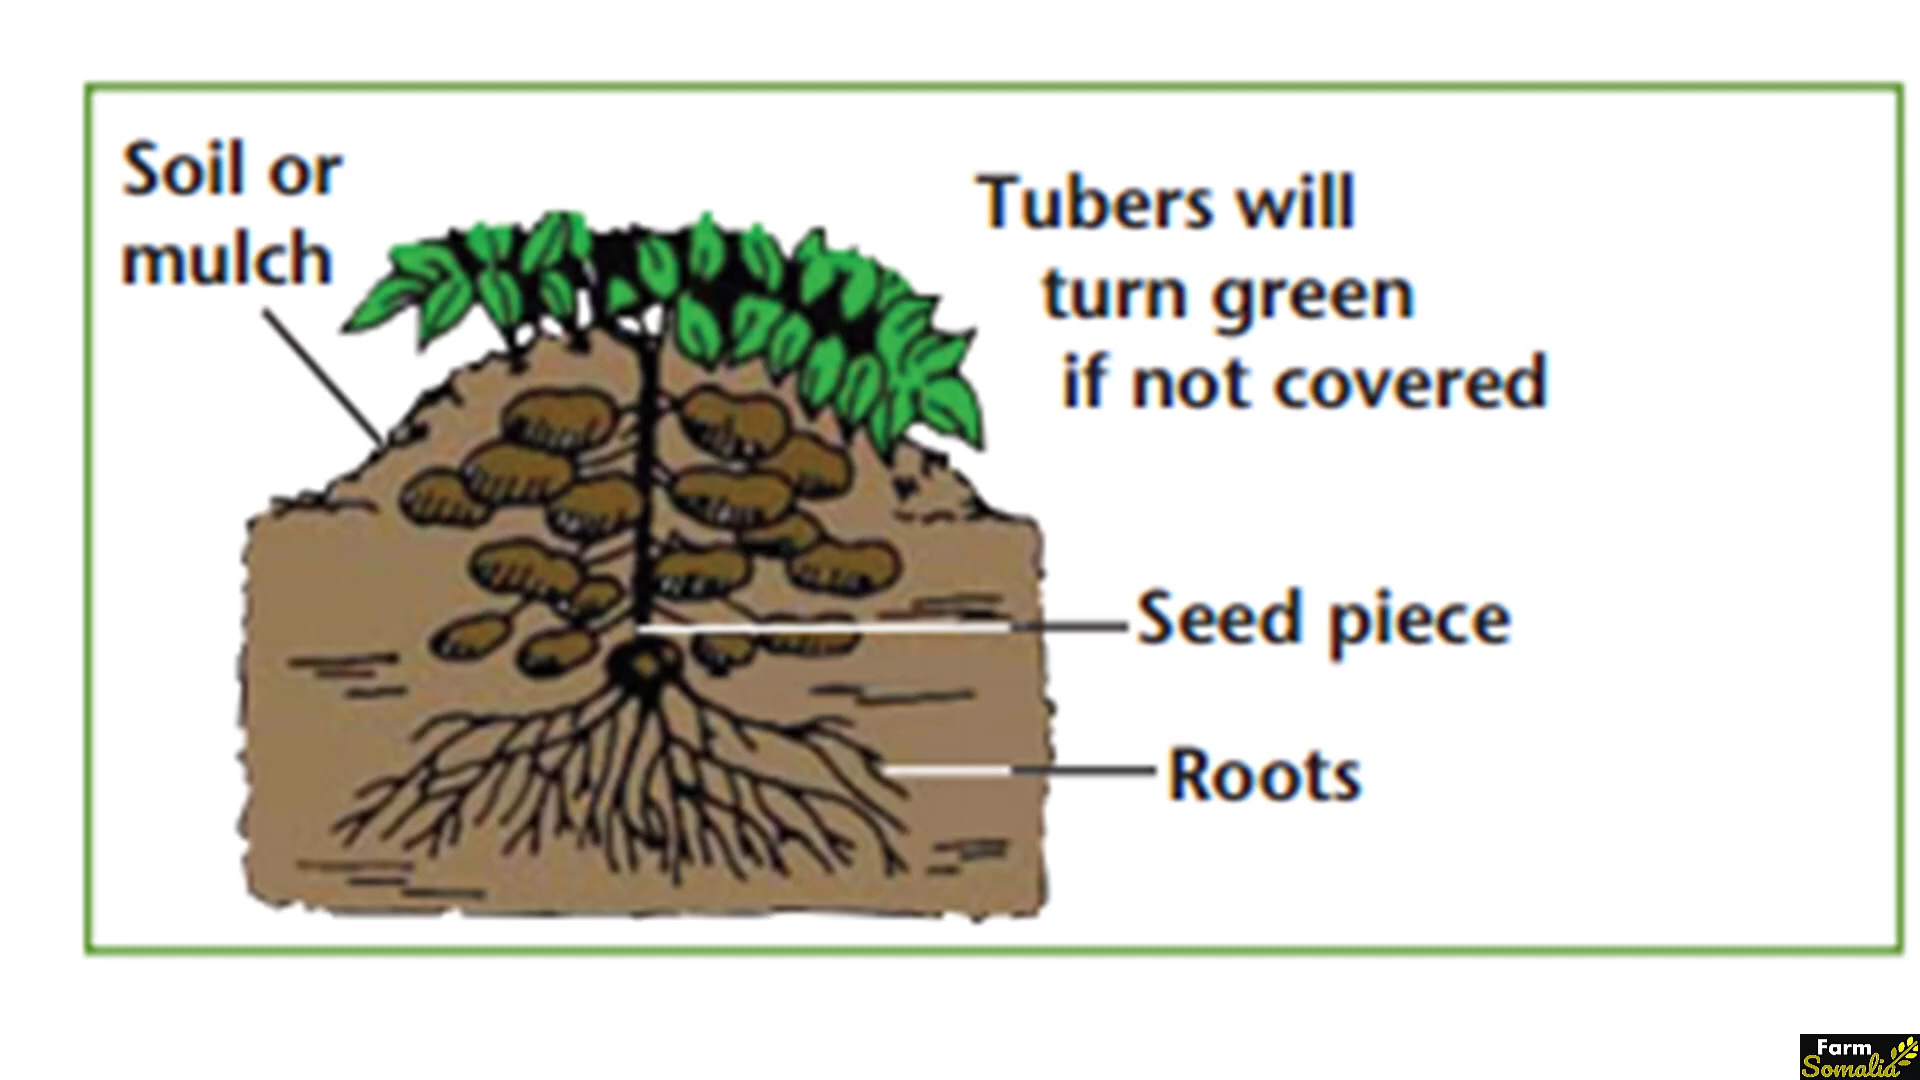 Soil or
mulch
Tubers will
turn green
if not covered
Seed piece
Roots
Farm
Somalia